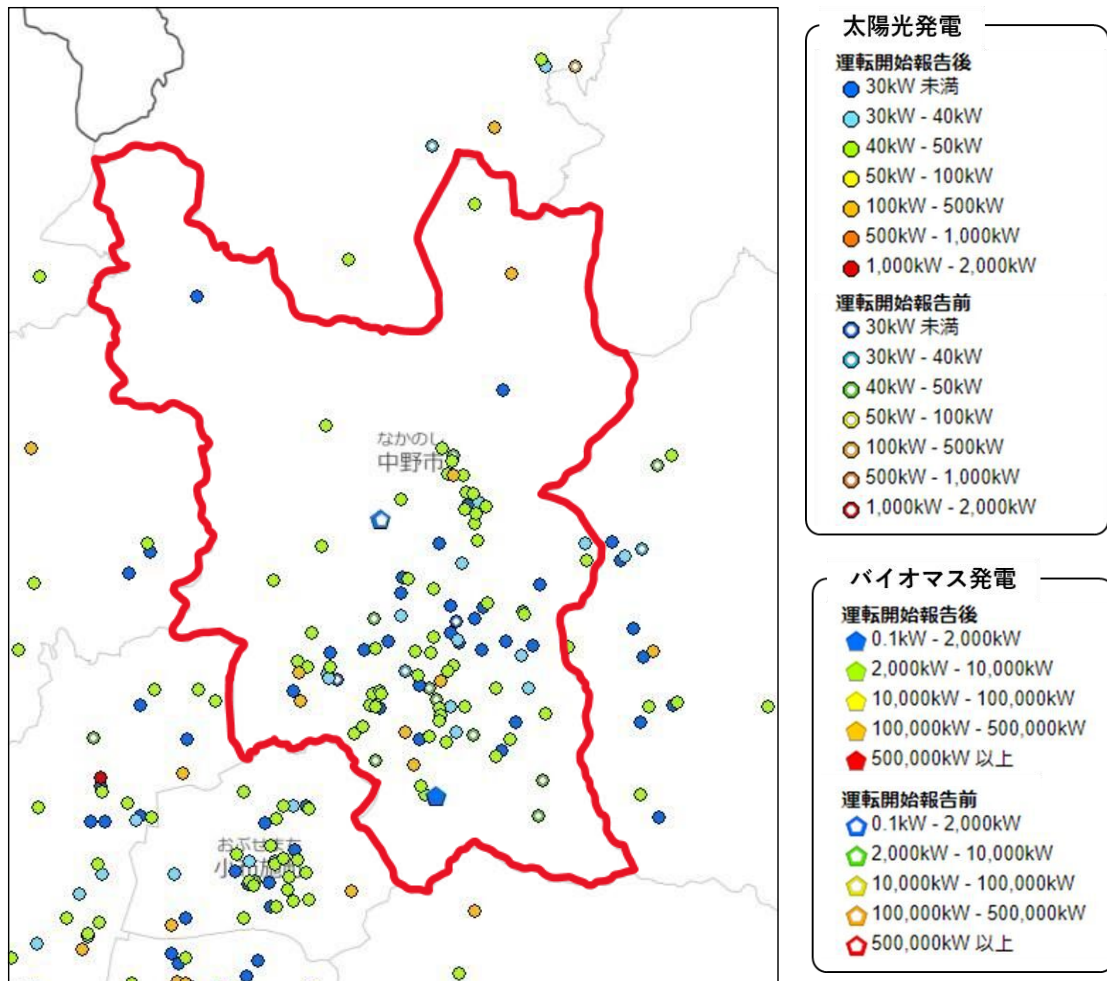 なかのし
中野市
おぶせまち
小布施町
太陽光発電
運転開始報告後
30kW 未満
30kW - 40kW
40kW - 50kW
50kW - 100kW
100kW - 500kW
500kW - 1,000kW
1,000kW - 2,000kW
運転開始報告前
30kW 未満
30kW - 40kW
40kW - 50kW
50kW - 100kW
100kW - 500kW
500kW - 1,000kW
1,000kW - 2,000kW
バイオマス発電
運転開始報告後
0.1kW - 2,000kW
2,000kW - 10,000kW
10,000kW - 100,000kW
100,000kW - 500,000kW
500,000kW 以上
運転開始報告前
0.1kW - 2,000kW
2,000kW - 10,000kW
10,000kW - 100,000kW
100,000kW - 500,000kW
500,000kW 以上